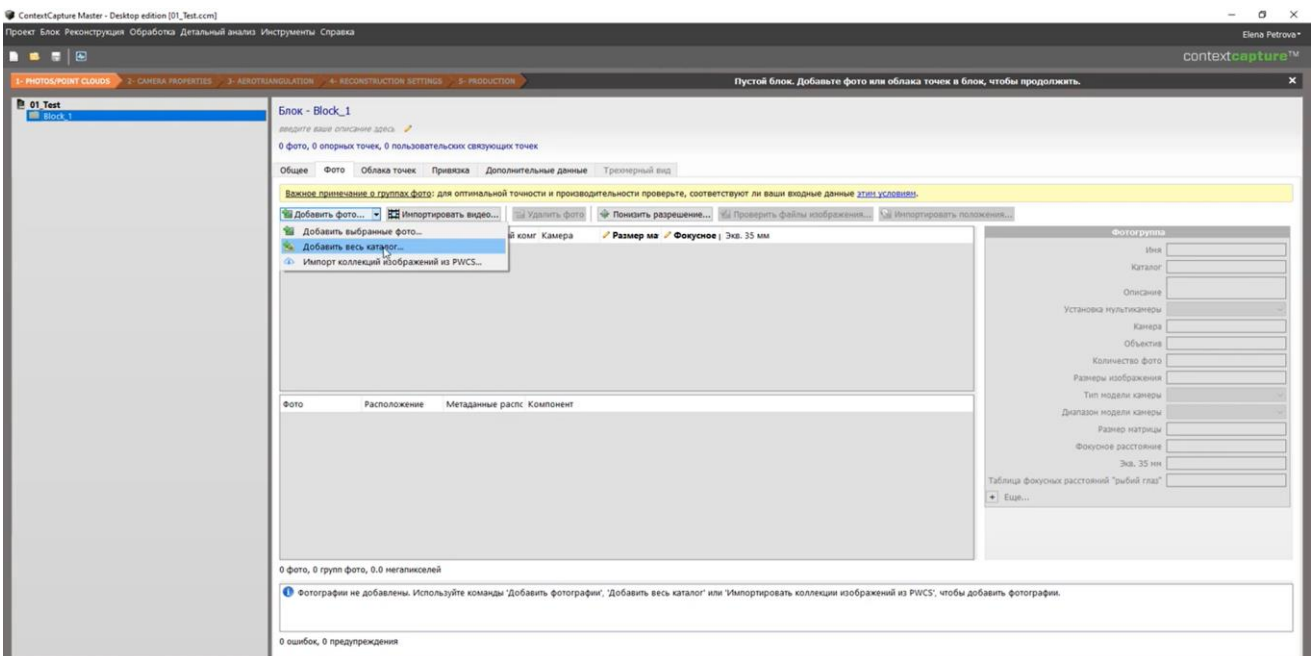 ContextCapture Master - Desktop edition [01_Test.ccm]
Проект Блок Реконструкция Обработка Детальный анализ Инструменты Справка
Elena Petrova
contextcapture™
1- PHOTOS/POINT CLOUDS 2- CAMERA PROPERTIES 3- AEROTRIANGULATION 4- RECONSTRUCTION SETTINGS 5- PRODUCTION
Пустой блок. Добавьте фото или облака точек в блок, чтобы продолжить.
01_Test
Block_1
Блок - Block_1
введите ваше описание здесь
0 фото, 0 опорных точек, 0 пользовательских связующих точек
Общее Фото Облака точек Привязка Дополнительные данные Трехмерный вид
Важное примечание о группах фото: для оптимальной точности и производительности проверьте, соответствуют ли ваши входные данные этим условиям.
Добавить фото... Импортировать видео... Удалить фото Понизить разрешение... Проверить файлы изображения... Импортировать положения...
Добавить выбранные фото...
Добавить весь каталог...
Импорт коллекций изображений из PWCS...
й комг Камера Размер ма Фокусное Экв. 35 мм
Фотогруппа
Имя
Каталог
Описание
Установка мультикамеры
Камера
Объектив
Количество фото
Размеры изображения
Тип модели камеры
Диапазон модели камеры
Размер матрицы
Фокусное расстояние
Экв. 35 мм
Таблица фокусных расстояний "рыбий глаз"
Еще...
Фото Расположение Метаданные распс Компонент
0 фото, 0 групп фото, 0.0 мегапикселей
Фотографии не добавлены. Используйте команды 'Добавить фотографии', 'Добавить весь каталог' или 'Импортировать коллекции изображений из PWCS', чтобы добавить фотографии.
0 ошибок, 0 предупреждения